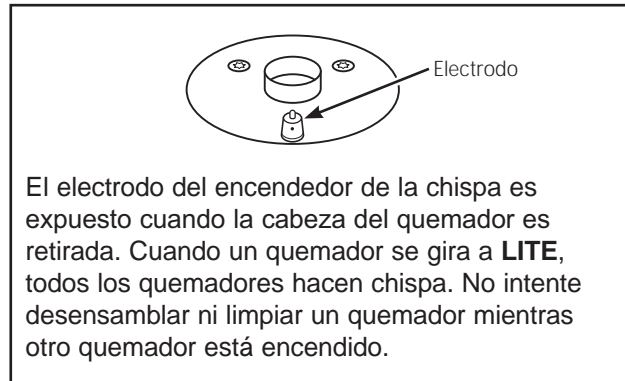 Electrodo
El electrodo del encendedor de la chispa es
expuesto cuando la cabeza del quemador es
retirada. Cuando un quemador se gira a LITE,
todos los quemadores hacen chispa. No intente
desensamblar ni limpiar un quemador mientras
otro quemador está encendido.